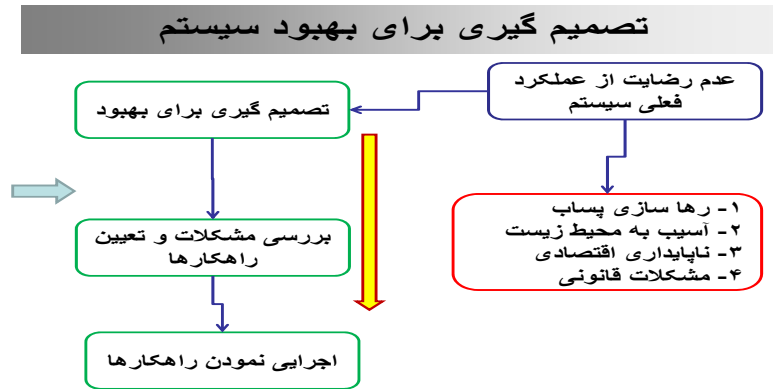 تصمیم گیری برای بهبود سیستم
عدم رضایت از عملکرد
فعلی سیستم
تصمیم گیری برای بهبود
۱- رها سازی پساب
۲- آسیب به محیط زیست
۳- ناپایداری اقتصادی
۴- مشکلات قانونی
بررسی مشکلات و تعیین
راهکارها
اجرایی نمودن راهکارها